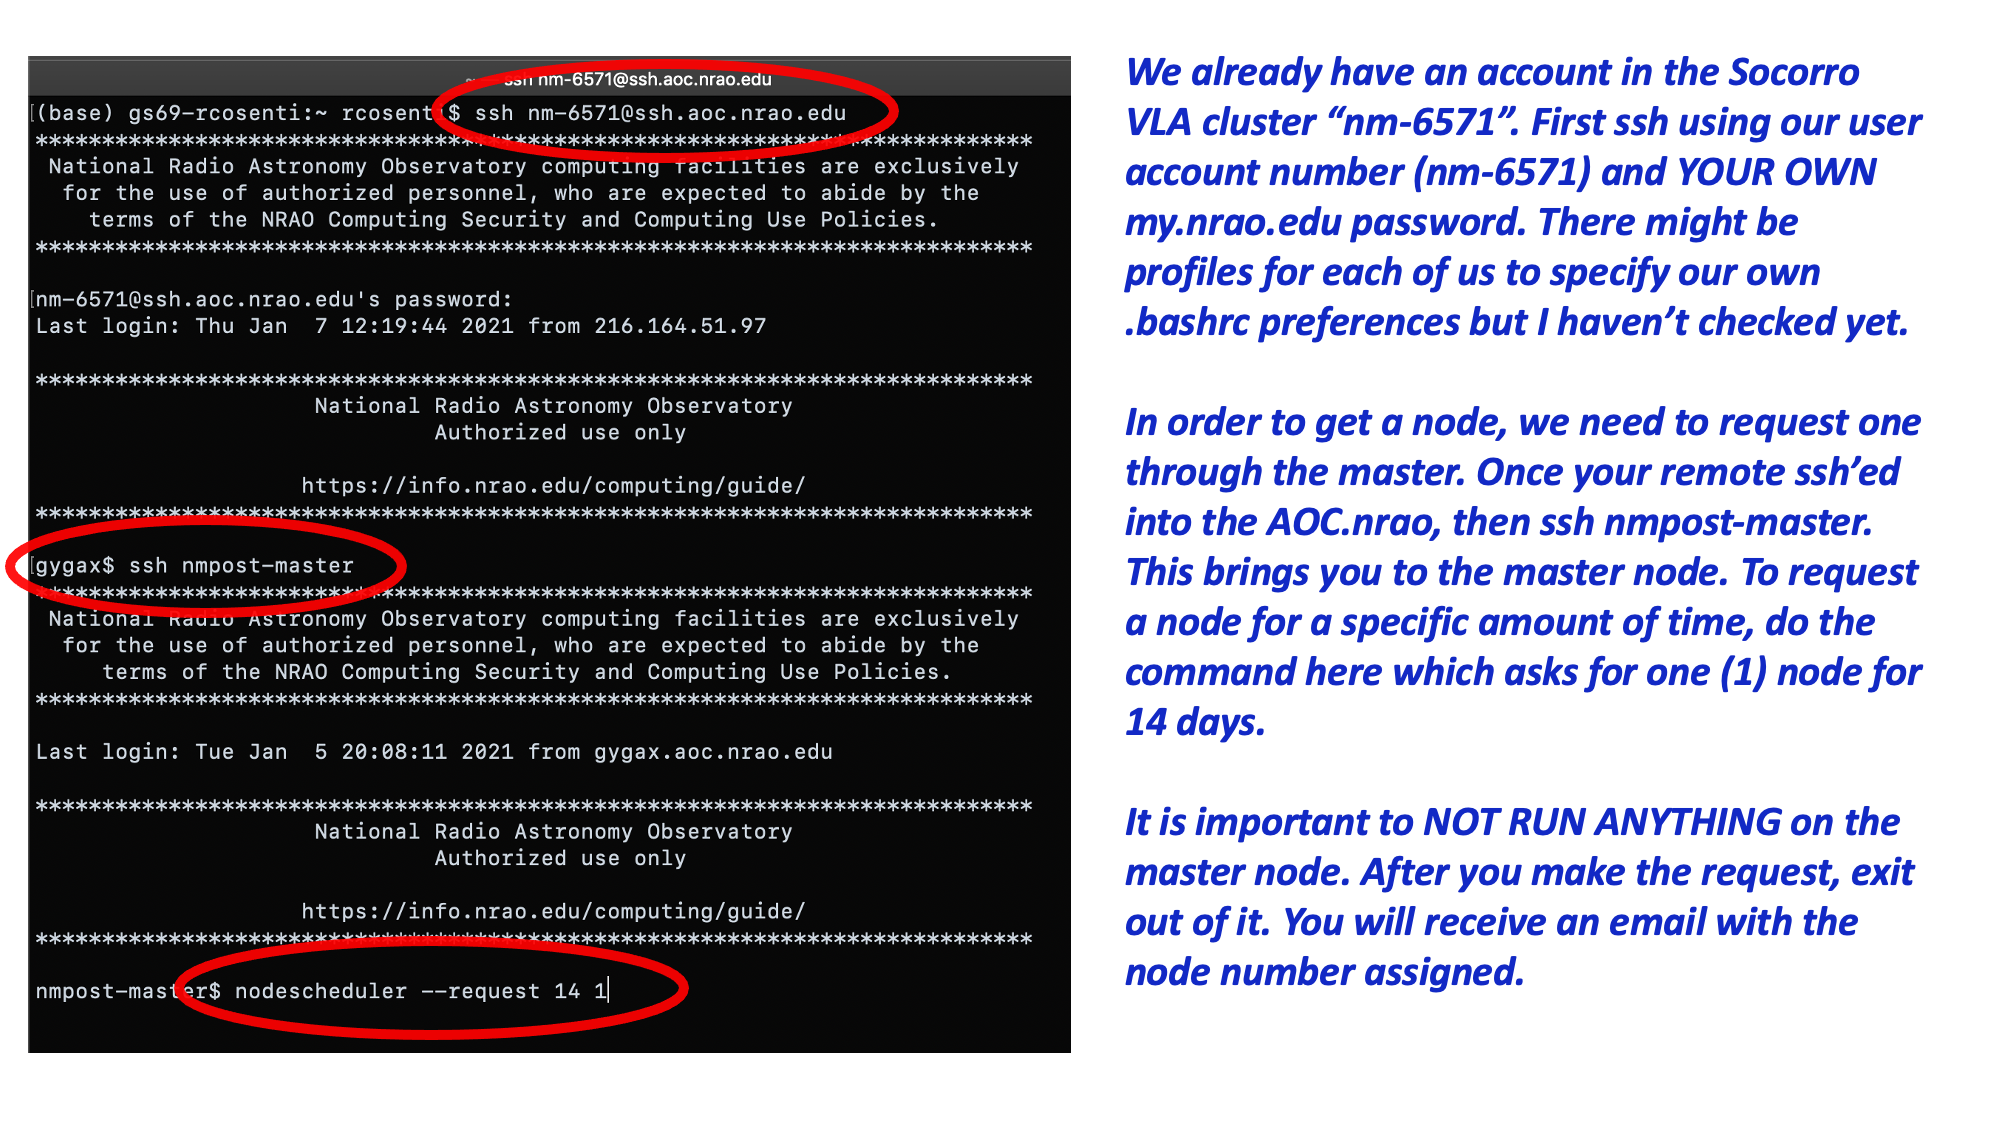 ~ — ssh nm-6571@ssh.aoc.nrao.edu
[(base) gs69-rcosenti:~ rcosenti$ ssh nm-6571@ssh.aoc.nrao.edu
***************************************************************************
National Radio Astronomy Observatory computing facilities are exclusively
for the use of authorized personnel, who are expected to abide by the
terms of the NRAO Computing Security and Computing Use Policies.
***************************************************************************
[nm-6571@ssh.aoc.nrao.edu's password:
Last login: Thu Jan  7 12:19:44 2021 from 216.164.51.97
***************************************************************************
National Radio Astronomy Observatory
Authorized use only
https://info.nrao.edu/computing/guide/
***************************************************************************
[gygax$ ssh nmpost-master
***************************************************************************
National Radio Astronomy Observatory computing facilities are exclusively
for the use of authorized personnel, who are expected to abide by the
terms of the NRAO Computing Security and Computing Use Policies.
***************************************************************************
Last login: Tue Jan  5 20:08:11 2021 from gygax.aoc.nrao.edu
***************************************************************************
National Radio Astronomy Observatory
Authorized use only
https://info.nrao.edu/computing/guide/
***************************************************************************
nmpost-master$ nodescheduler --request 14 1
We already have an account in the Socorro
VLA cluster “nm-6571”. First ssh using our user
account number (nm-6571) and YOUR OWN
my.nrao.edu password. There might be
profiles for each of us to specify our own
.bashrc preferences but I haven’t checked yet.
In order to get a node, we need to request one
through the master. Once your remote ssh’ed
into the AOC.nrao, then ssh nmpost-master.
This brings you to the master node. To request
a node for a specific amount of time, do the
command here which asks for one (1) node for
14 days.
It is important to NOT RUN ANYTHING on the
master node. After you make the request, exit
out of it. You will receive an email with the
node number assigned.